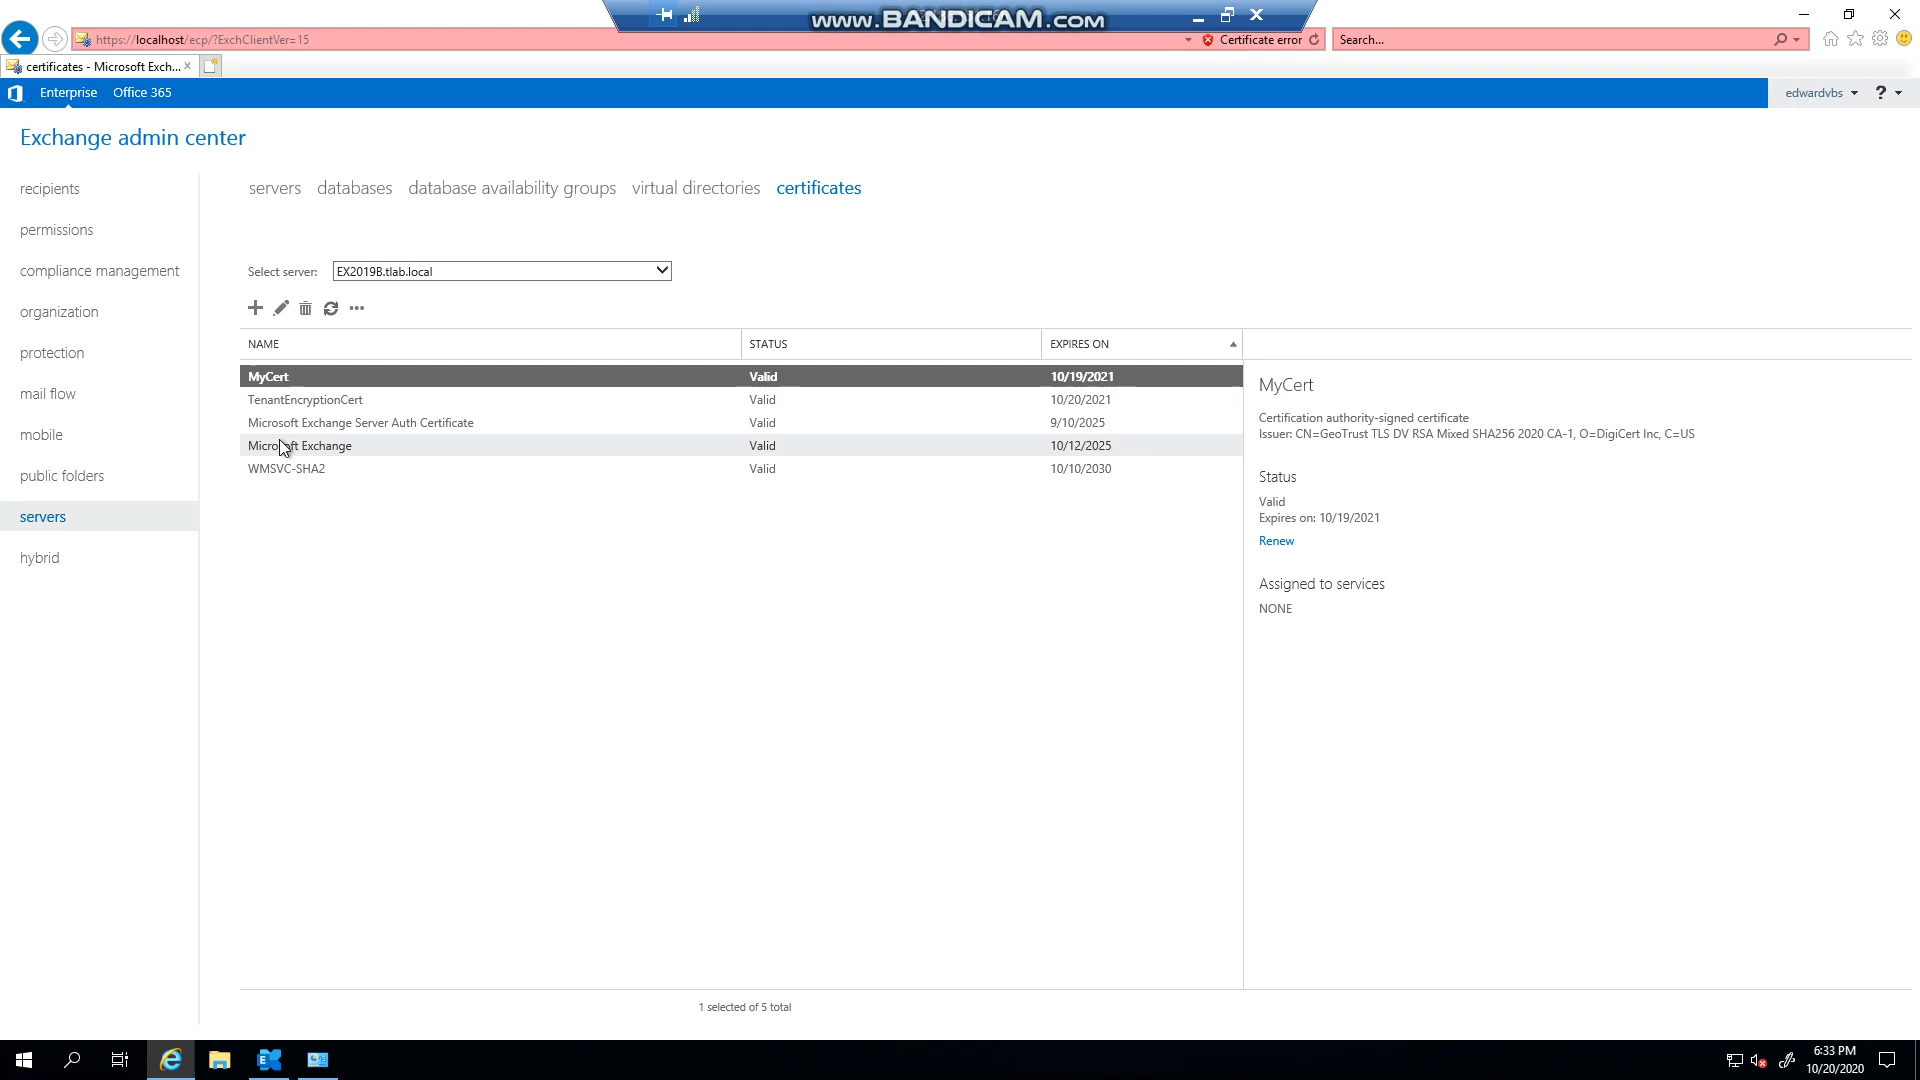 www.BANDICAM.com
https://localhost/ecp/?ExchClientVer=15
Certificate error
Search...
certificates - Microsoft Exch...
Enterprise
Office 365
edwardvbs
?
Exchange admin center
recipients
permissions
compliance management
organization
protection
mail flow
mobile
public folders
servers
hybrid
servers databases database availability groups virtual directories certificates
Select server: EX2019B.tlab.local
NAME STATUS EXPIRES ON
MyCert Valid 10/19/2021
TenantEncryptionCert Valid 10/20/2021
Microsoft Exchange Server Auth Certificate Valid 9/10/2025
Microsoft Exchange Valid 10/12/2025
WMSVC-SHA2 Valid 10/10/2030
MyCert
Certification authority-signed certificate
Issuer: CN=GeoTrust TLS DV RSA Mixed SHA256 2020 CA-1, O=DigiCert Inc, C=US
Status
Valid
Expires on: 10/19/2021
Renew
Assigned to services
NONE
1 selected of 5 total
6:33 PM
10/20/2020